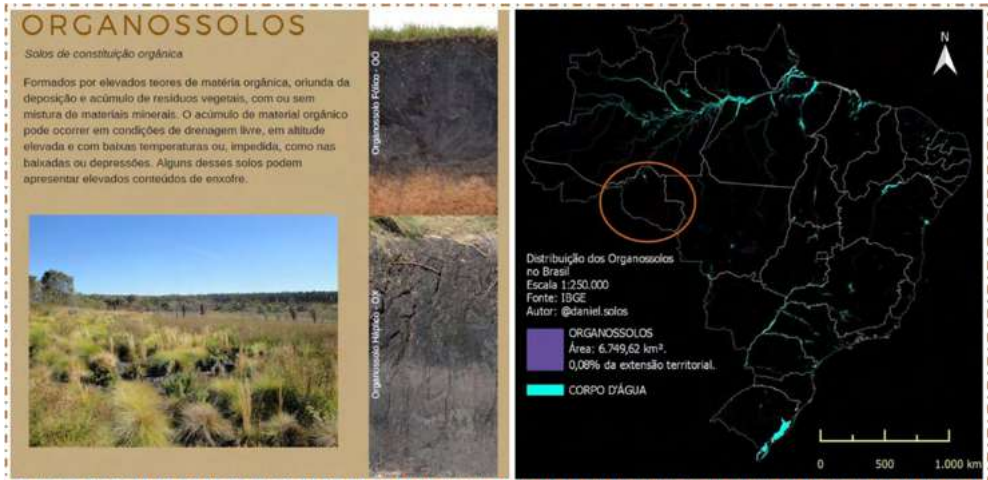 ORGANOSSOLOS
Solos de constituição orgânica
Formados por elevados teores de matéria orgânica, oriunda da
deposição e acúmulo de resíduos vegetais, com ou sem
mistura de materiais minerais. O acúmulo de material orgânico
pode ocorrer em condições de drenagem livre, em altitude
elevada e com baixas temperaturas ou, impedida, como nas
baixadas ou depressões. Alguns desses solos podem
apresentar elevados conteúdos de enxofre.
Organossolo Fólico - OO
Organossolo Háplico - OX
N
Distribuição dos Organossolos
no Brasil
Escala 1:250.000
Fonte: IBGE
Autor: @daniel.solos
ORGANOSSOLOS
Área: 6.749,62 km².
0,08% da extensão territorial.
CORPO D'ÁGUA
0 500 1.000 km